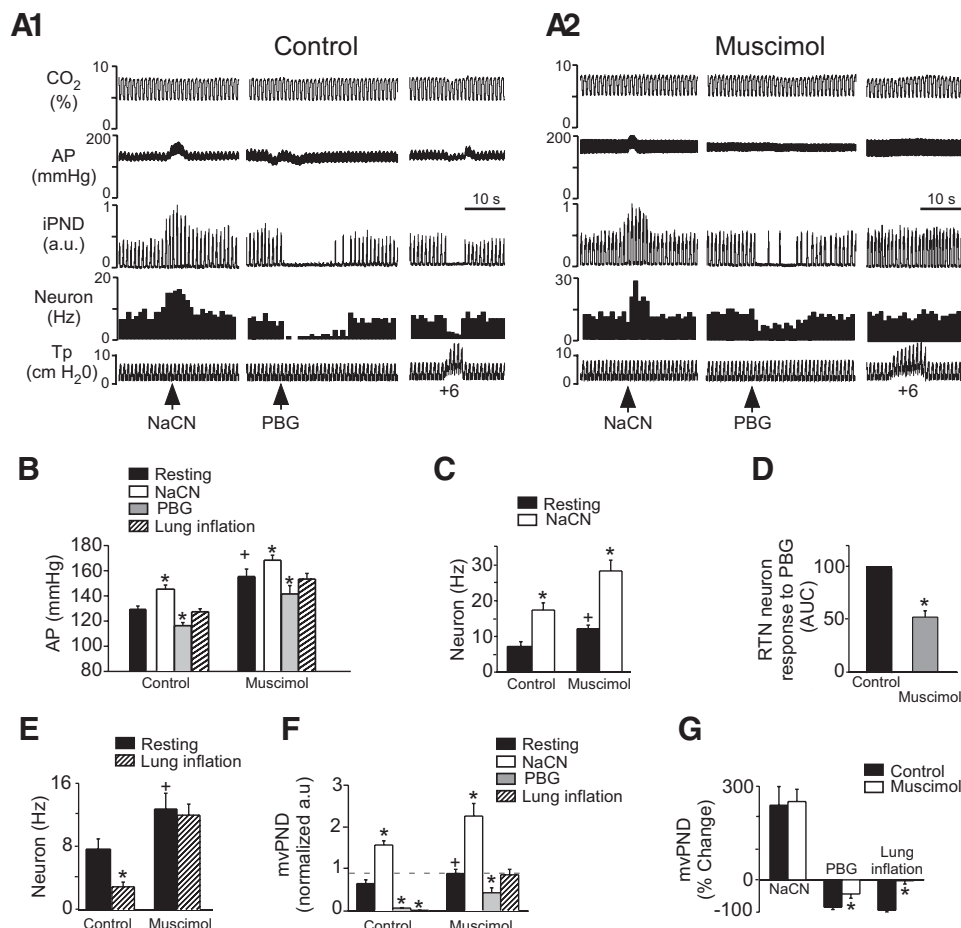 A1
Control
A2
Muscimol
CO2
(%)
10
0
10
0
AP
(mmHg)
200
0
200
0
10 s
10 s
iPND
(a.u.)
1
0
1
0
Neuron
(Hz)
20
0
30
0
Tp
(cm H20)
10
0
10
0
+6
+6
NaCN
PBG
NaCN
PBG
B
Resting
NaCN
PBG
Lung inflation
AP (mmHg)
180
160
140
120
100
80
*
*
+
*
*
Control
Muscimol
C
Resting
NaCN
Neuron (Hz)
30
20
10
0
*
+
*
Control
Muscimol
D
RTN neuron
response to PBG
(AUC)
100
50
0
*
Control
Muscimol
E
Resting
Lung inflation
Neuron (Hz)
16
12
8
4
0
*
+
Control
Muscimol
F
Resting
NaCN
PBG
Lung inflation
mvPND
(normalized a.u)
3
2
1
0
*
*
*
+
*
*
Control
Muscimol
G
Control
Muscimol
mvPND
(% Change)
300
0
-100
NaCN
PBG
Lung
inflation
*
*